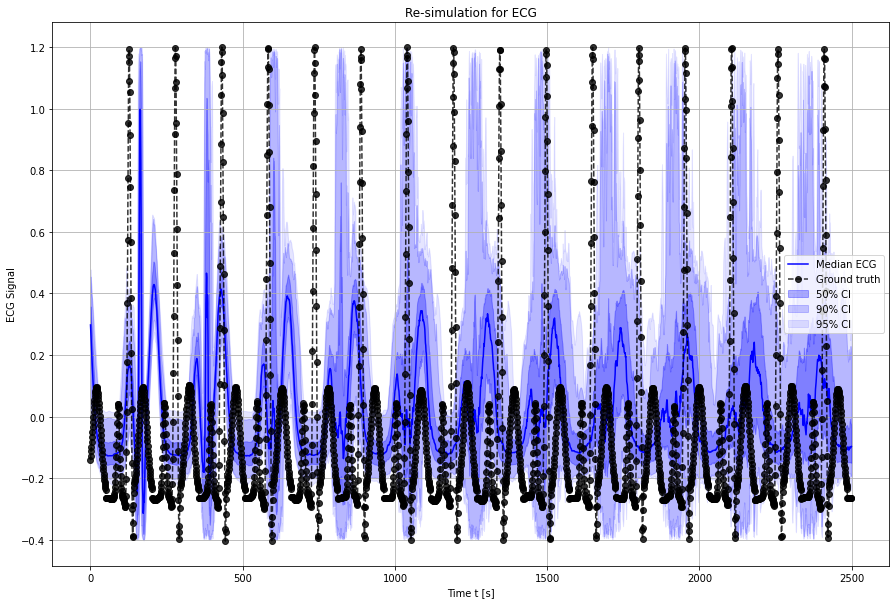 Re-simulation for ECG
ECG Signal
1.2
1.0
0.8
0.6
0.4
0.2
0.0
−0.2
−0.4
Median ECG
Ground truth
50% CI
90% CI
95% CI
0 500 1000 1500 2000 2500
Time t [s]